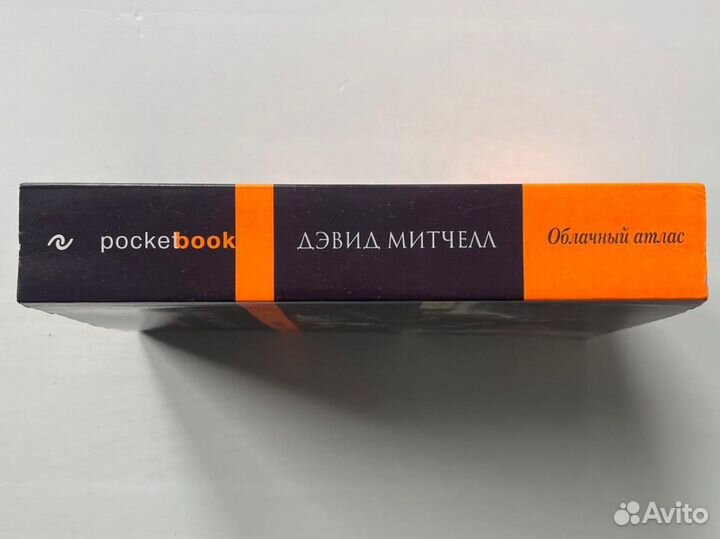 pocketbook
ДЭВИД МИТЧЕЛЛ
Облачный атлас
Avito